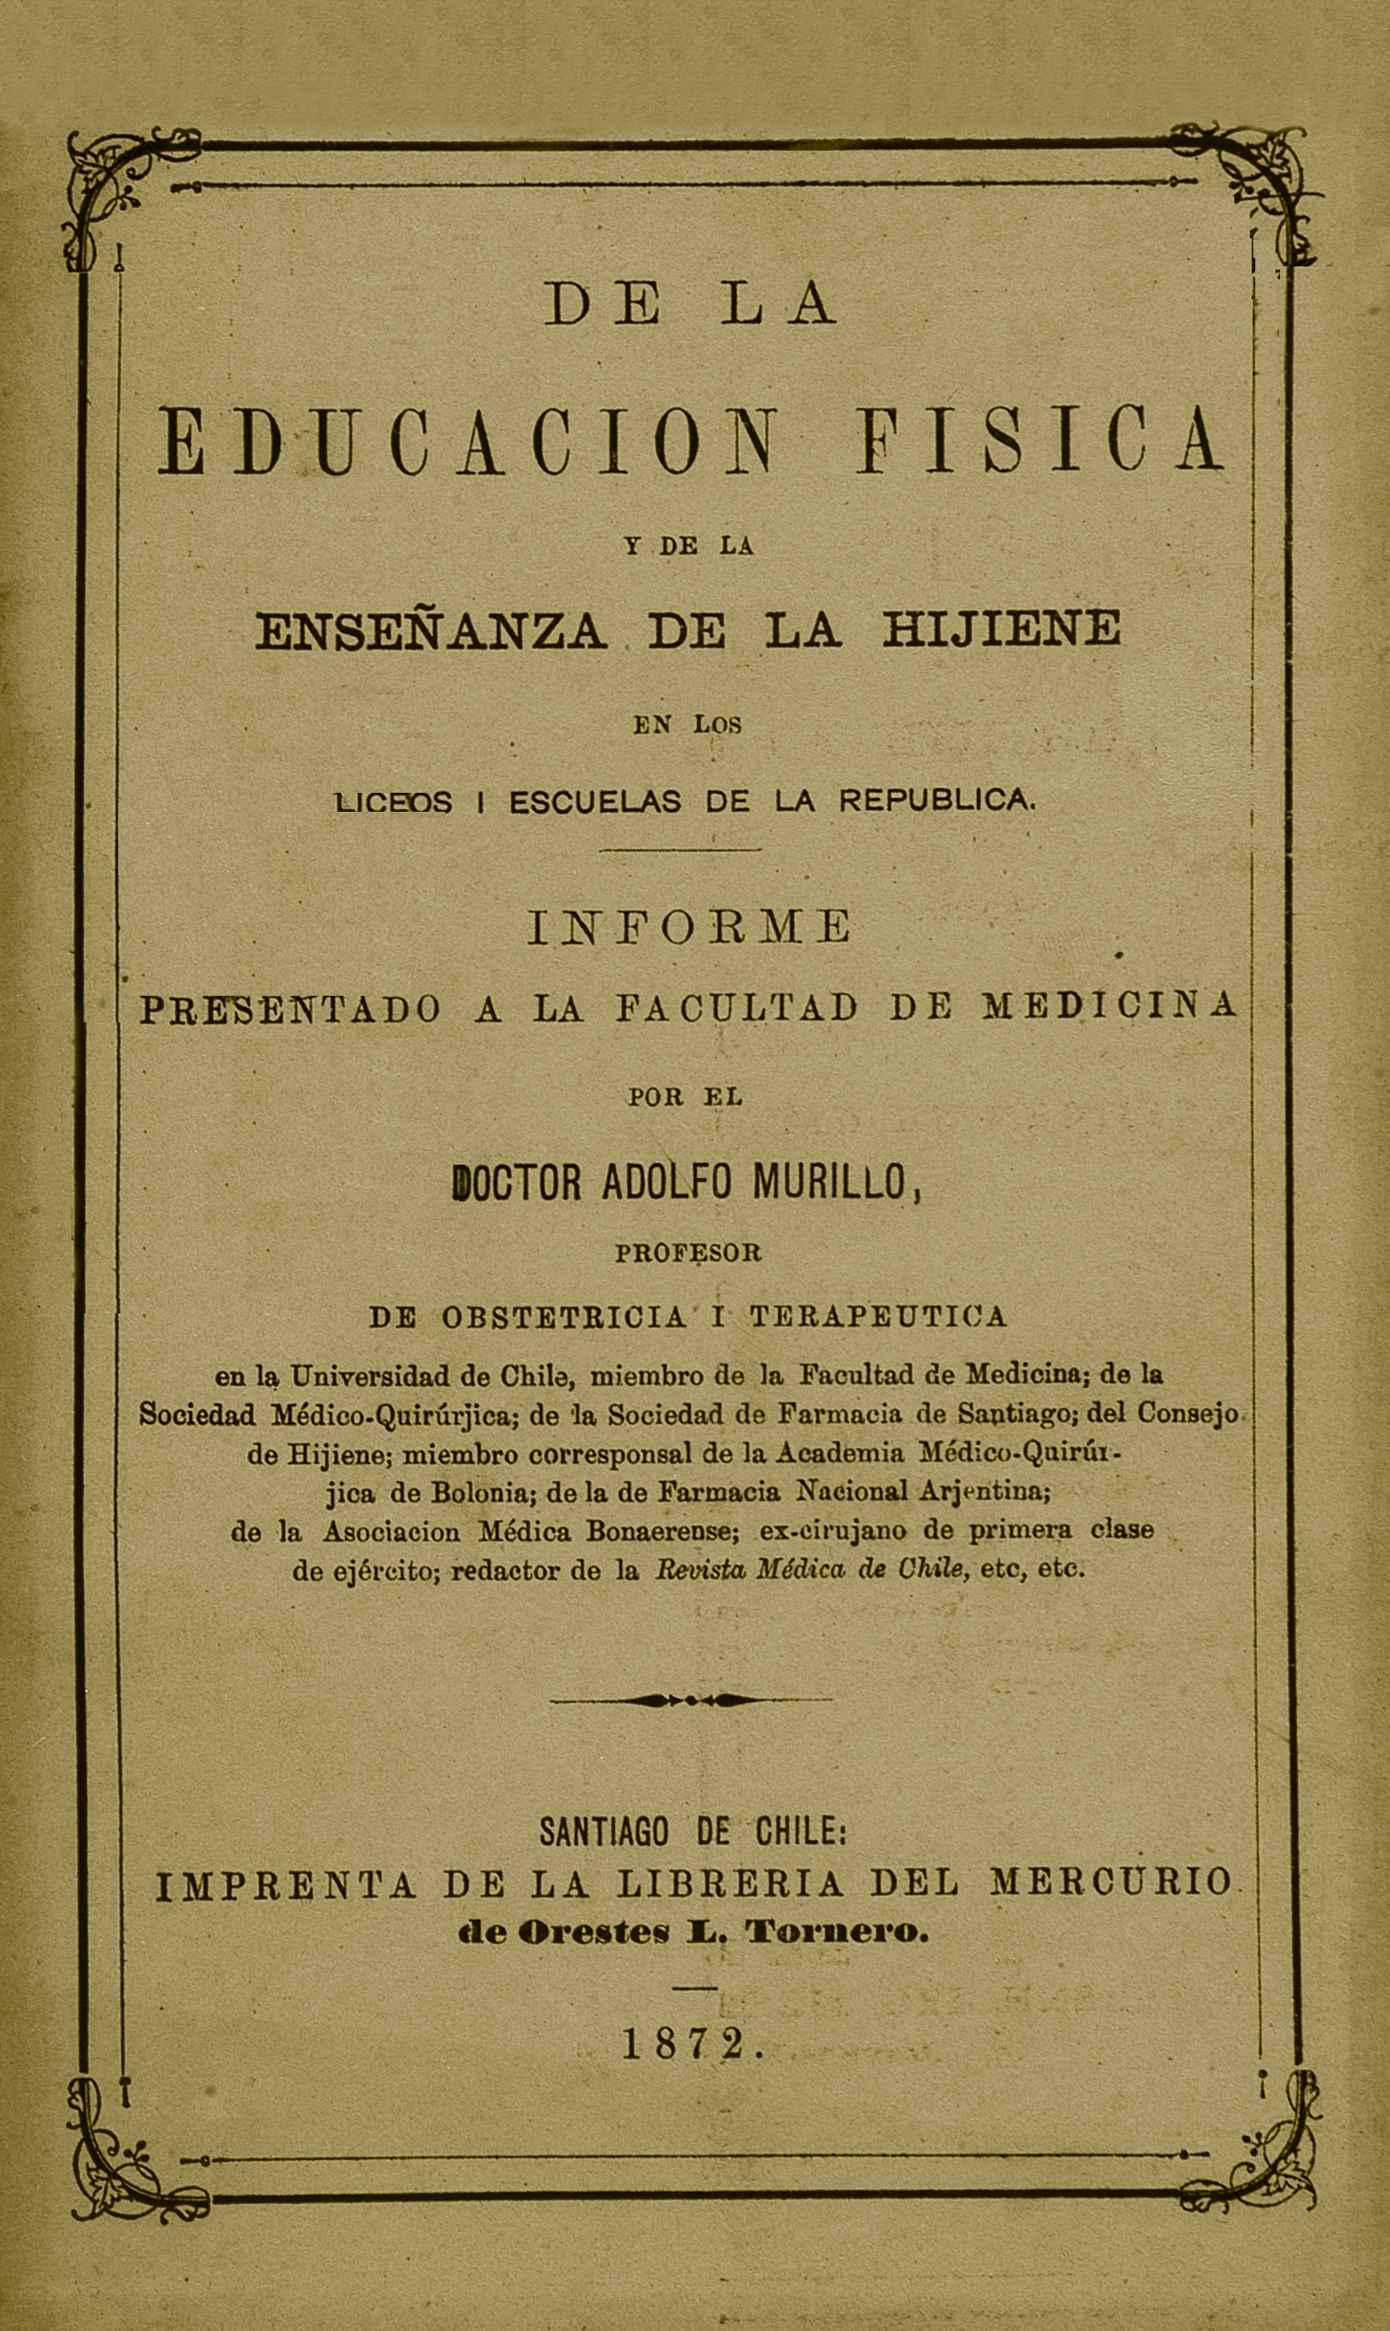 DE LA
EDUCACION FISICA
Y DE LA
ENSEÑANZA DE LA HIJIENE
EN LOS
LICEOS I ESCUELAS DE LA REPUBLICA.
INFORME
PRESENTADO A LA FACULTAD DE MEDICINA
POR EL
DOCTOR ADOLFO MURILLO,
PROFESOR
DE OBSTETRICIA I TERAPEUTICA
en la Universidad de Chile, miembro de la Facultad de Medicina; de la
Sociedad Médico-Quirúrjica; de la Sociedad de Farmacia de Santiago; del Consejo
de Hijiene; miembro corresponsal de la Academia Médico-Quirúr-
jica de Bolonia; de la de Farmacia Nacional Arjentina;
de la Asociacion Médica Bonaerense; ex-cirujano de primera clase
de ejército; redactor de la Revista Médica de Chile, etc, etc.
SANTIAGO DE CHILE:
IMPRENTA DE LA LIBRERIA DEL MERCURIO
de Orestes L. Tornero.
1872.